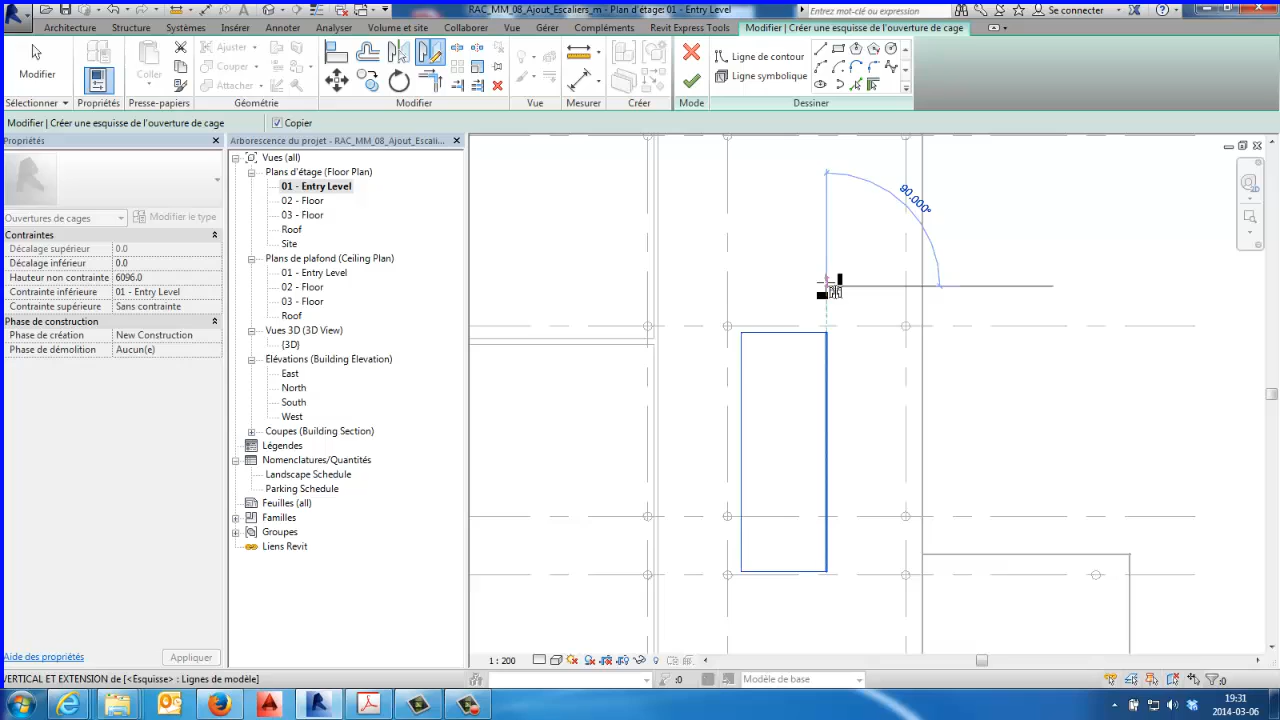 RAC_MM_08_Ajout_Escaliers_m - Plan d'étage: 01 - Entry Level
Entrez mot-clé ou expression
Se connecter
Architecture Structure Systèmes Insérer Annoter Analyser Volume et site Collaborer Vue Gérer Compléments Revit Express Tools Modifier | Créer une esquisse de l'ouverture de cage
Modifier
Coller
Ajuster
Couper
Attacher
Ligne de contour
Ligne symbolique
Sélectionner Propriétés Presse-papiers Géométrie Modifier Vue Mesurer Créer Mode Dessiner
Modifier | Créer une esquisse de l'ouverture de cage
Copier
Propriétés
Ouvertures de cages
Modifier le type
Contraintes
Décalage supérieur 0.0
Décalage inférieur 0.0
Hauteur non contrainte 6096.0
Contrainte inférieure 01 - Entry Level
Contrainte supérieure Sans contrainte
Phase de construction
Phase de création New Construction
Phase de démolition Aucun(e)
Aide des propriétés
Appliquer
Arborescence du projet - RAC_MM_08_Ajout_Escali...
Vues (all)
Plans d'étage (Floor Plan)
01 - Entry Level
02 - Floor
03 - Floor
Roof
Site
Plans de plafond (Ceiling Plan)
01 - Entry Level
02 - Floor
03 - Floor
Roof
Vues 3D (3D View)
{3D}
Elévations (Building Elevation)
East
North
South
West
Coupes (Building Section)
Légendes
Nomenclatures/Quantités
Landscape Schedule
Parking Schedule
Feuilles (all)
Familles
Groupes
Liens Revit
90.000°
1 : 200
VERTICAL ET EXTENSION de [<Esquisse> : Lignes de modèle]
:0
Modèle de base
:0
19:31
2014-03-06